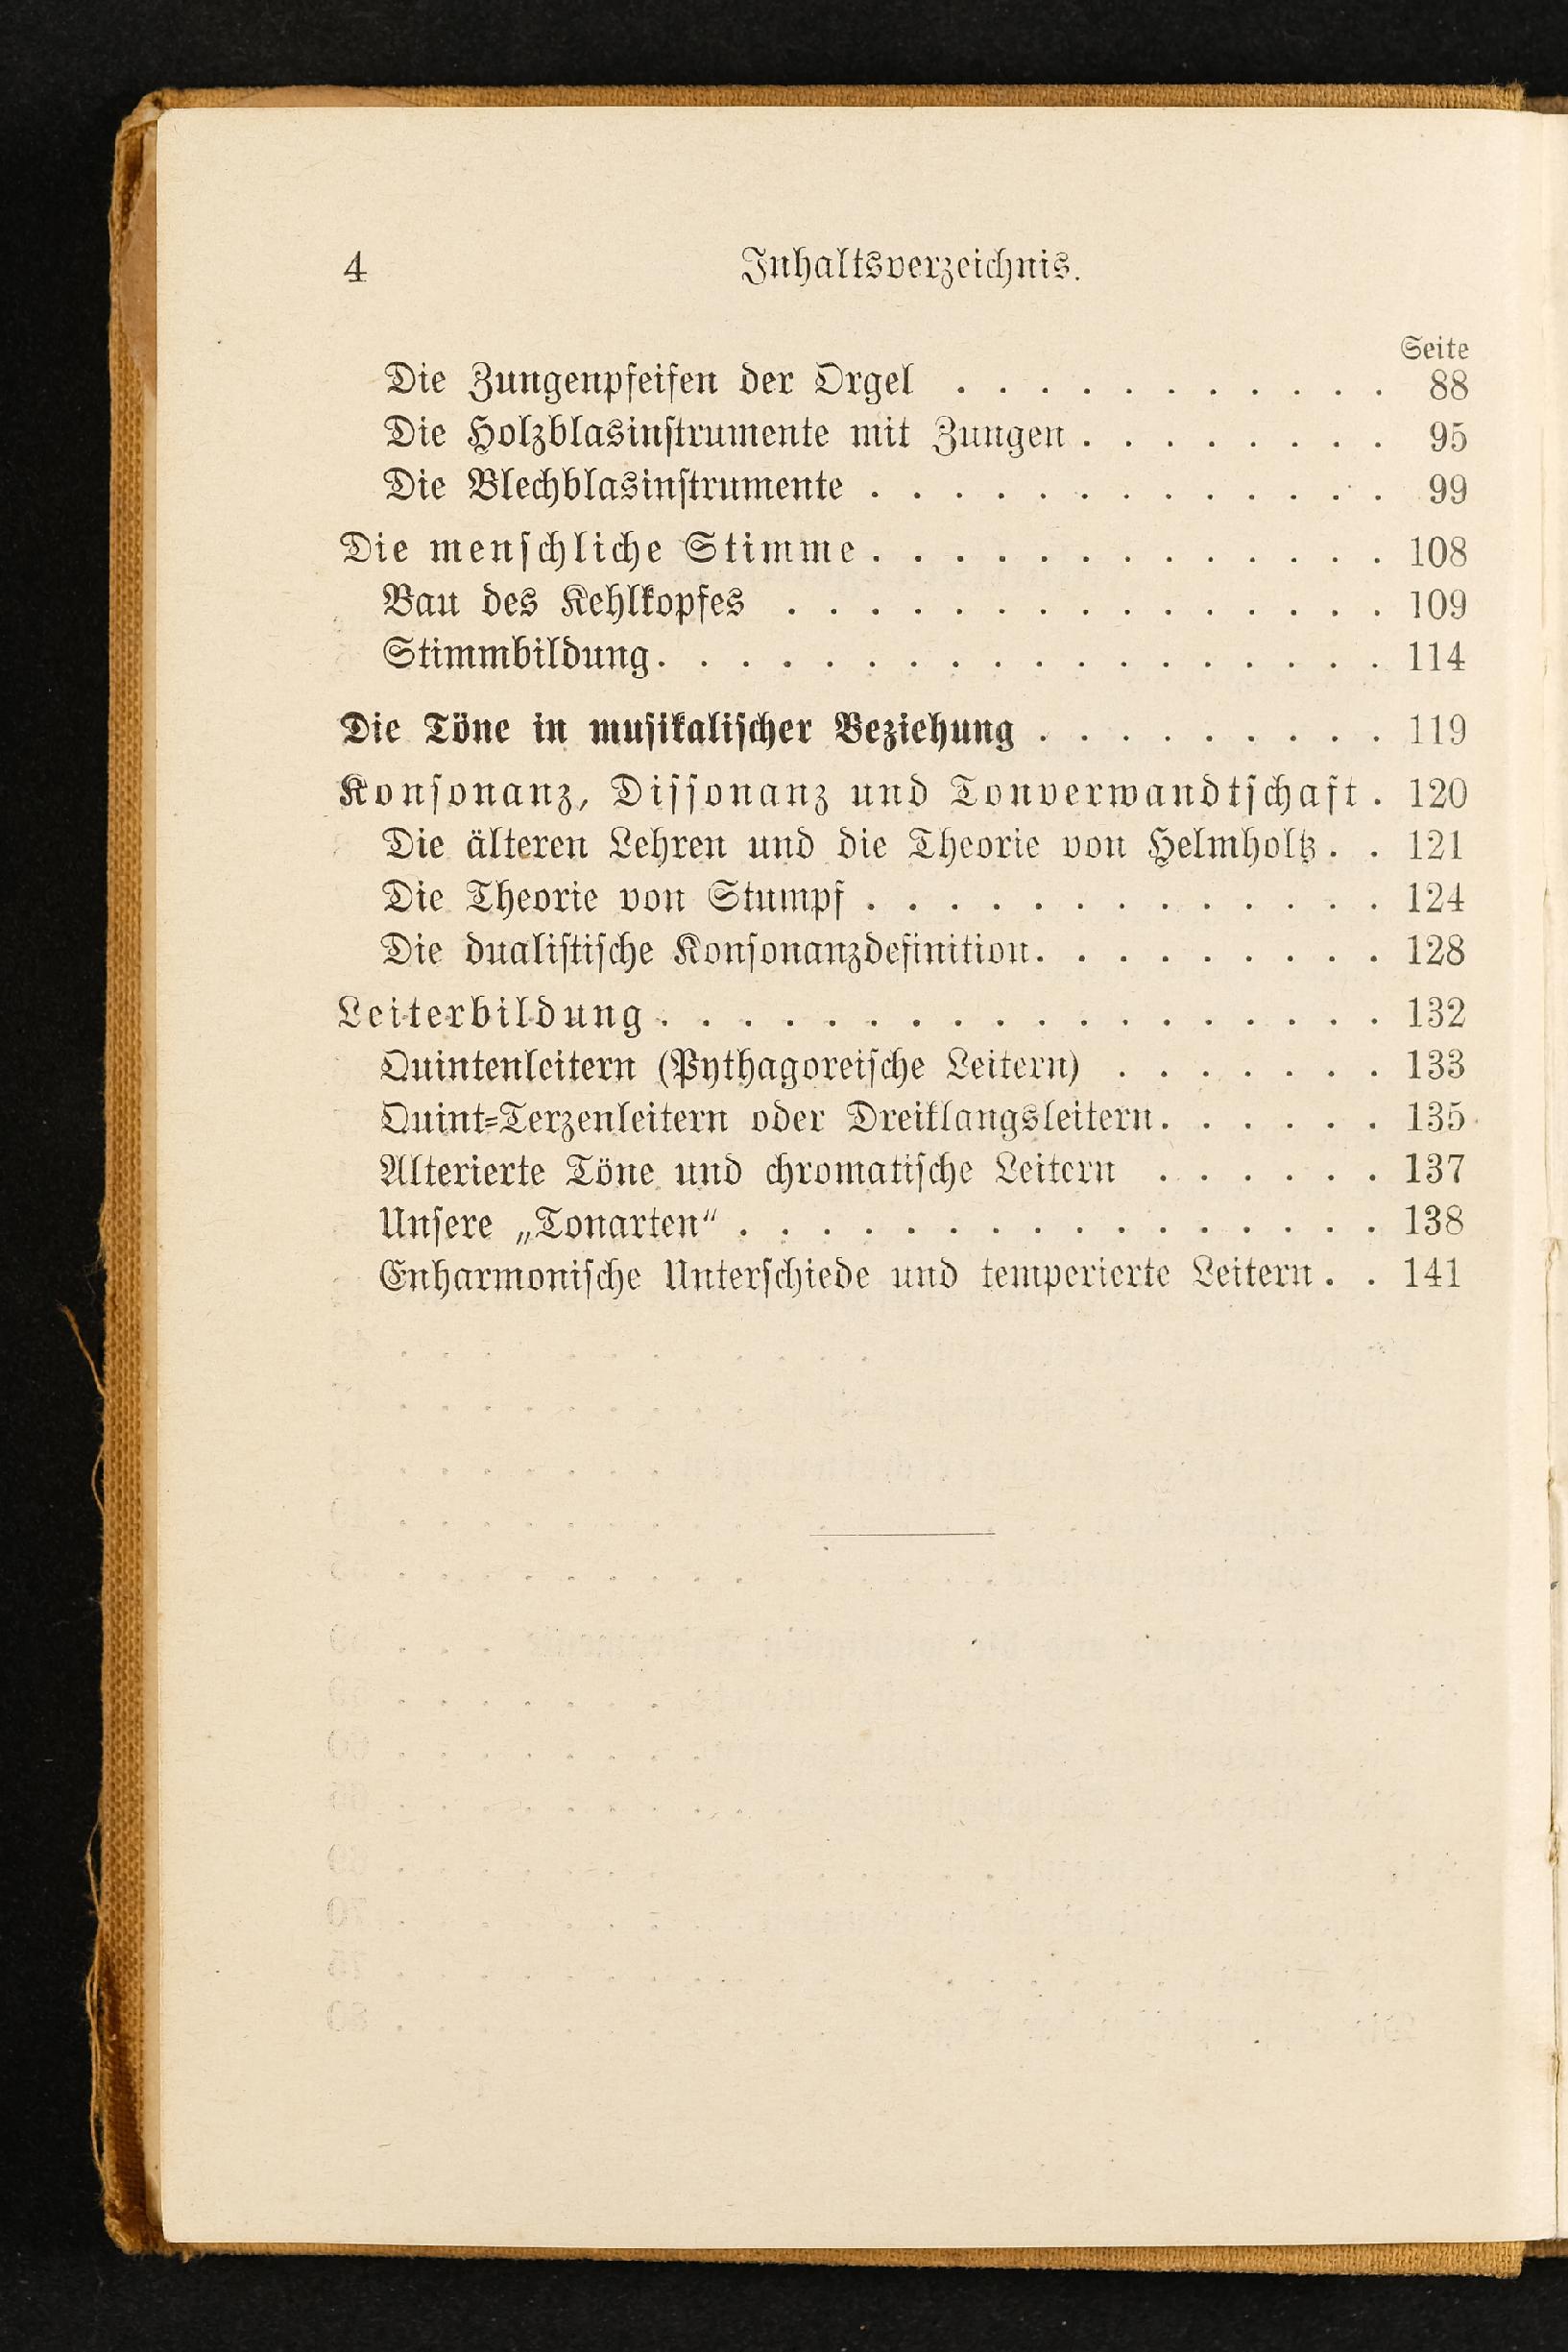 4 Inhaltsverzeichnis.
Seite
Die Zungenpfeifen der Orgel . . . . . . . . . . . 88
Die Holzblasinſtrumente mit Zungen . . . . . . . . 95
Die Blechblasinſtrumente . . . . . . . . . . . . . 99
Die menſchliche Stimme . . . . . . . . . . . . . 108
Bau des Kehlkopfes . . . . . . . . . . . . . . . 109
Stimmbildung . . . . . . . . . . . . . . . . . . 114
Die Töne in muſikaliſcher Beziehung . . . . . . . . . 119
Konſonanz, Diſſonanz und Tonverwandtſchaft . 120
Die älteren Lehren und die Theorie von Helmholtz . . 121
Die Theorie von Stumpf . . . . . . . . . . . . . 124
Die dualiſtiſche Konſonanzdefinition . . . . . . . . . 128
Leiterbildung . . . . . . . . . . . . . . . . . . 132
Quintenleitern (Pythagoreiſche Leitern) . . . . . . . 133
Quint=Terzenleitern oder Dreiklangsleitern . . . . . . 135
Alterierte Töne und chromatiſche Leitern . . . . . . 137
Unſere „Tonarten“ . . . . . . . . . . . . . . . . 138
Enharmoniſche Unterſchiede und temperierte Leitern . . 141